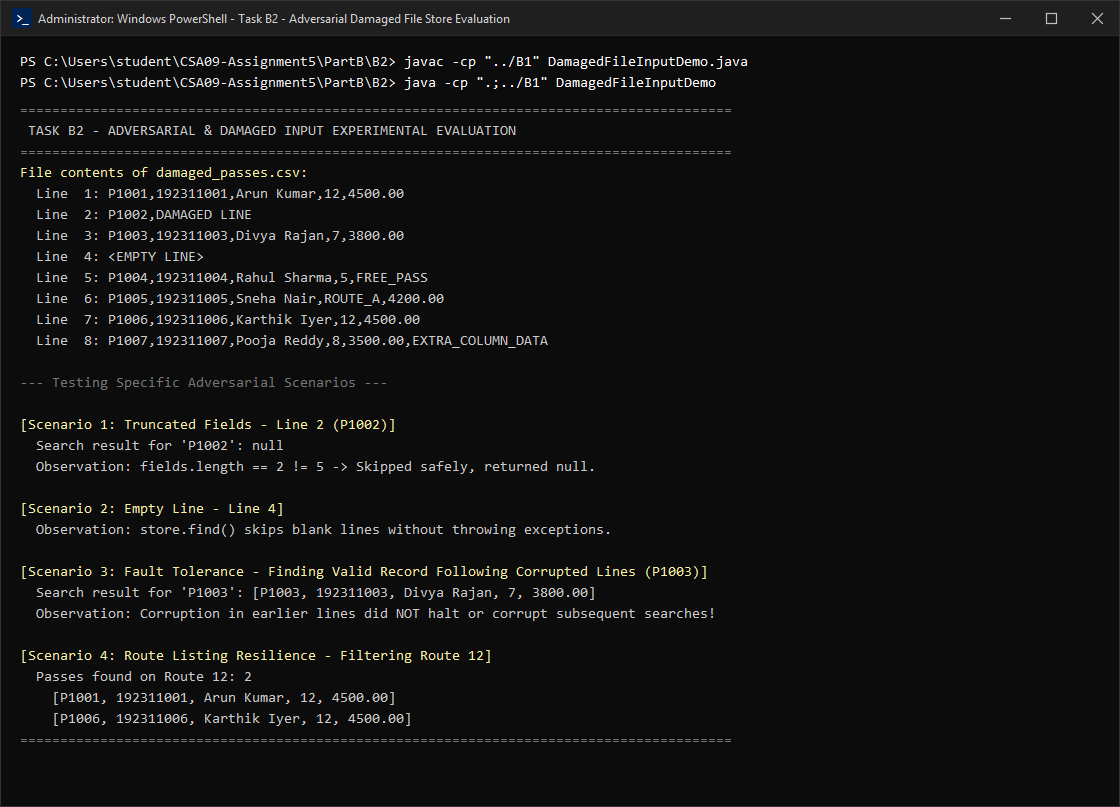 Administrator: Windows PowerShell - Task B2 - Adversarial Damaged File Store Evaluation
PS C:\Users\student\CSA09-Assignment5\PartB\B2> javac -cp "../B1" DamagedFileInputDemo.java
PS C:\Users\student\CSA09-Assignment5\PartB\B2> java -cp ".;../B1" DamagedFileInputDemo
=========================================================================================
TASK B2 - ADVERSARIAL & DAMAGED INPUT EXPERIMENTAL EVALUATION
=========================================================================================
File contents of damaged_passes.csv:
Line  1: P1001,192311001,Arun Kumar,12,4500.00
Line  2: P1002,DAMAGED LINE
Line  3: P1003,192311003,Divya Rajan,7,3800.00
Line  4: <EMPTY LINE>
Line  5: P1004,192311004,Rahul Sharma,5,FREE_PASS
Line  6: P1005,192311005,Sneha Nair,ROUTE_A,4200.00
Line  7: P1006,192311006,Karthik Iyer,12,4500.00
Line  8: P1007,192311007,Pooja Reddy,8,3500.00,EXTRA_COLUMN_DATA
--- Testing Specific Adversarial Scenarios ---
[Scenario 1: Truncated Fields - Line 2 (P1002)]
Search result for 'P1002': null
Observation: fields.length == 2 != 5 -> Skipped safely, returned null.
[Scenario 2: Empty Line - Line 4]
Observation: store.find() skips blank lines without throwing exceptions.
[Scenario 3: Fault Tolerance - Finding Valid Record Following Corrupted Lines (P1003)]
Search result for 'P1003': [P1003, 192311003, Divya Rajan, 7, 3800.00]
Observation: Corruption in earlier lines did NOT halt or corrupt subsequent searches!
[Scenario 4: Route Listing Resilience - Filtering Route 12]
Passes found on Route 12: 2
[P1001, 192311001, Arun Kumar, 12, 4500.00]
[P1006, 192311006, Karthik Iyer, 12, 4500.00]
=========================================================================================